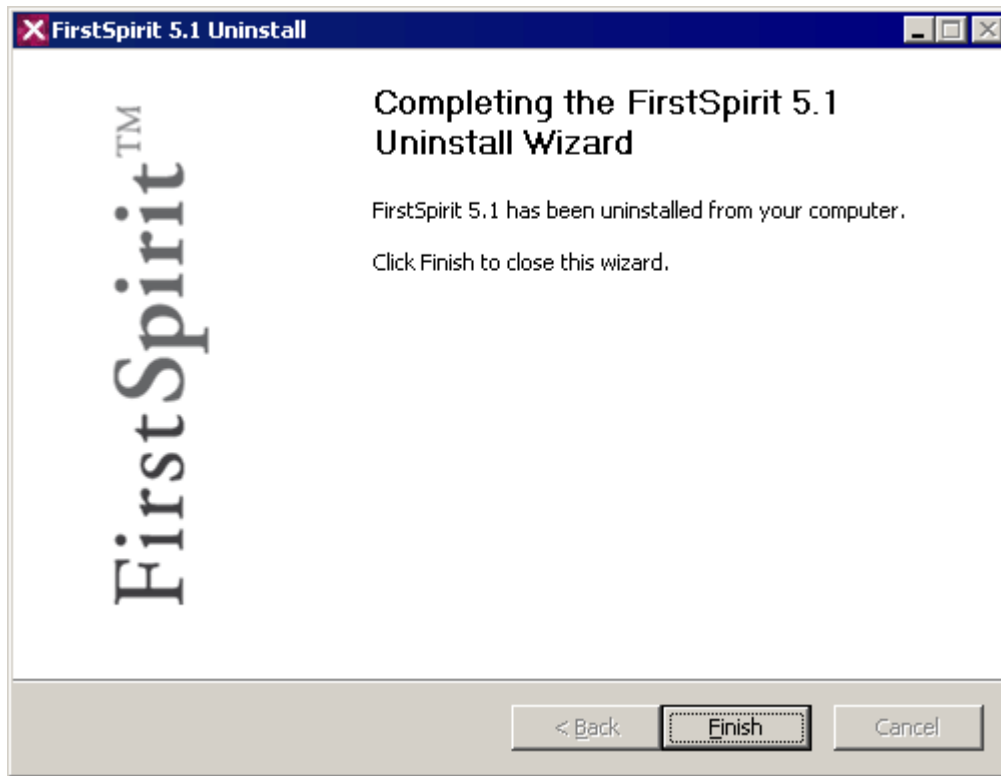 FirstSpirit 5.1 Uninstall
FirstSpirit™
Completing the FirstSpirit 5.1
Uninstall Wizard
FirstSpirit 5.1 has been uninstalled from your computer.
Click Finish to close this wizard.
< Back
Finish
Cancel